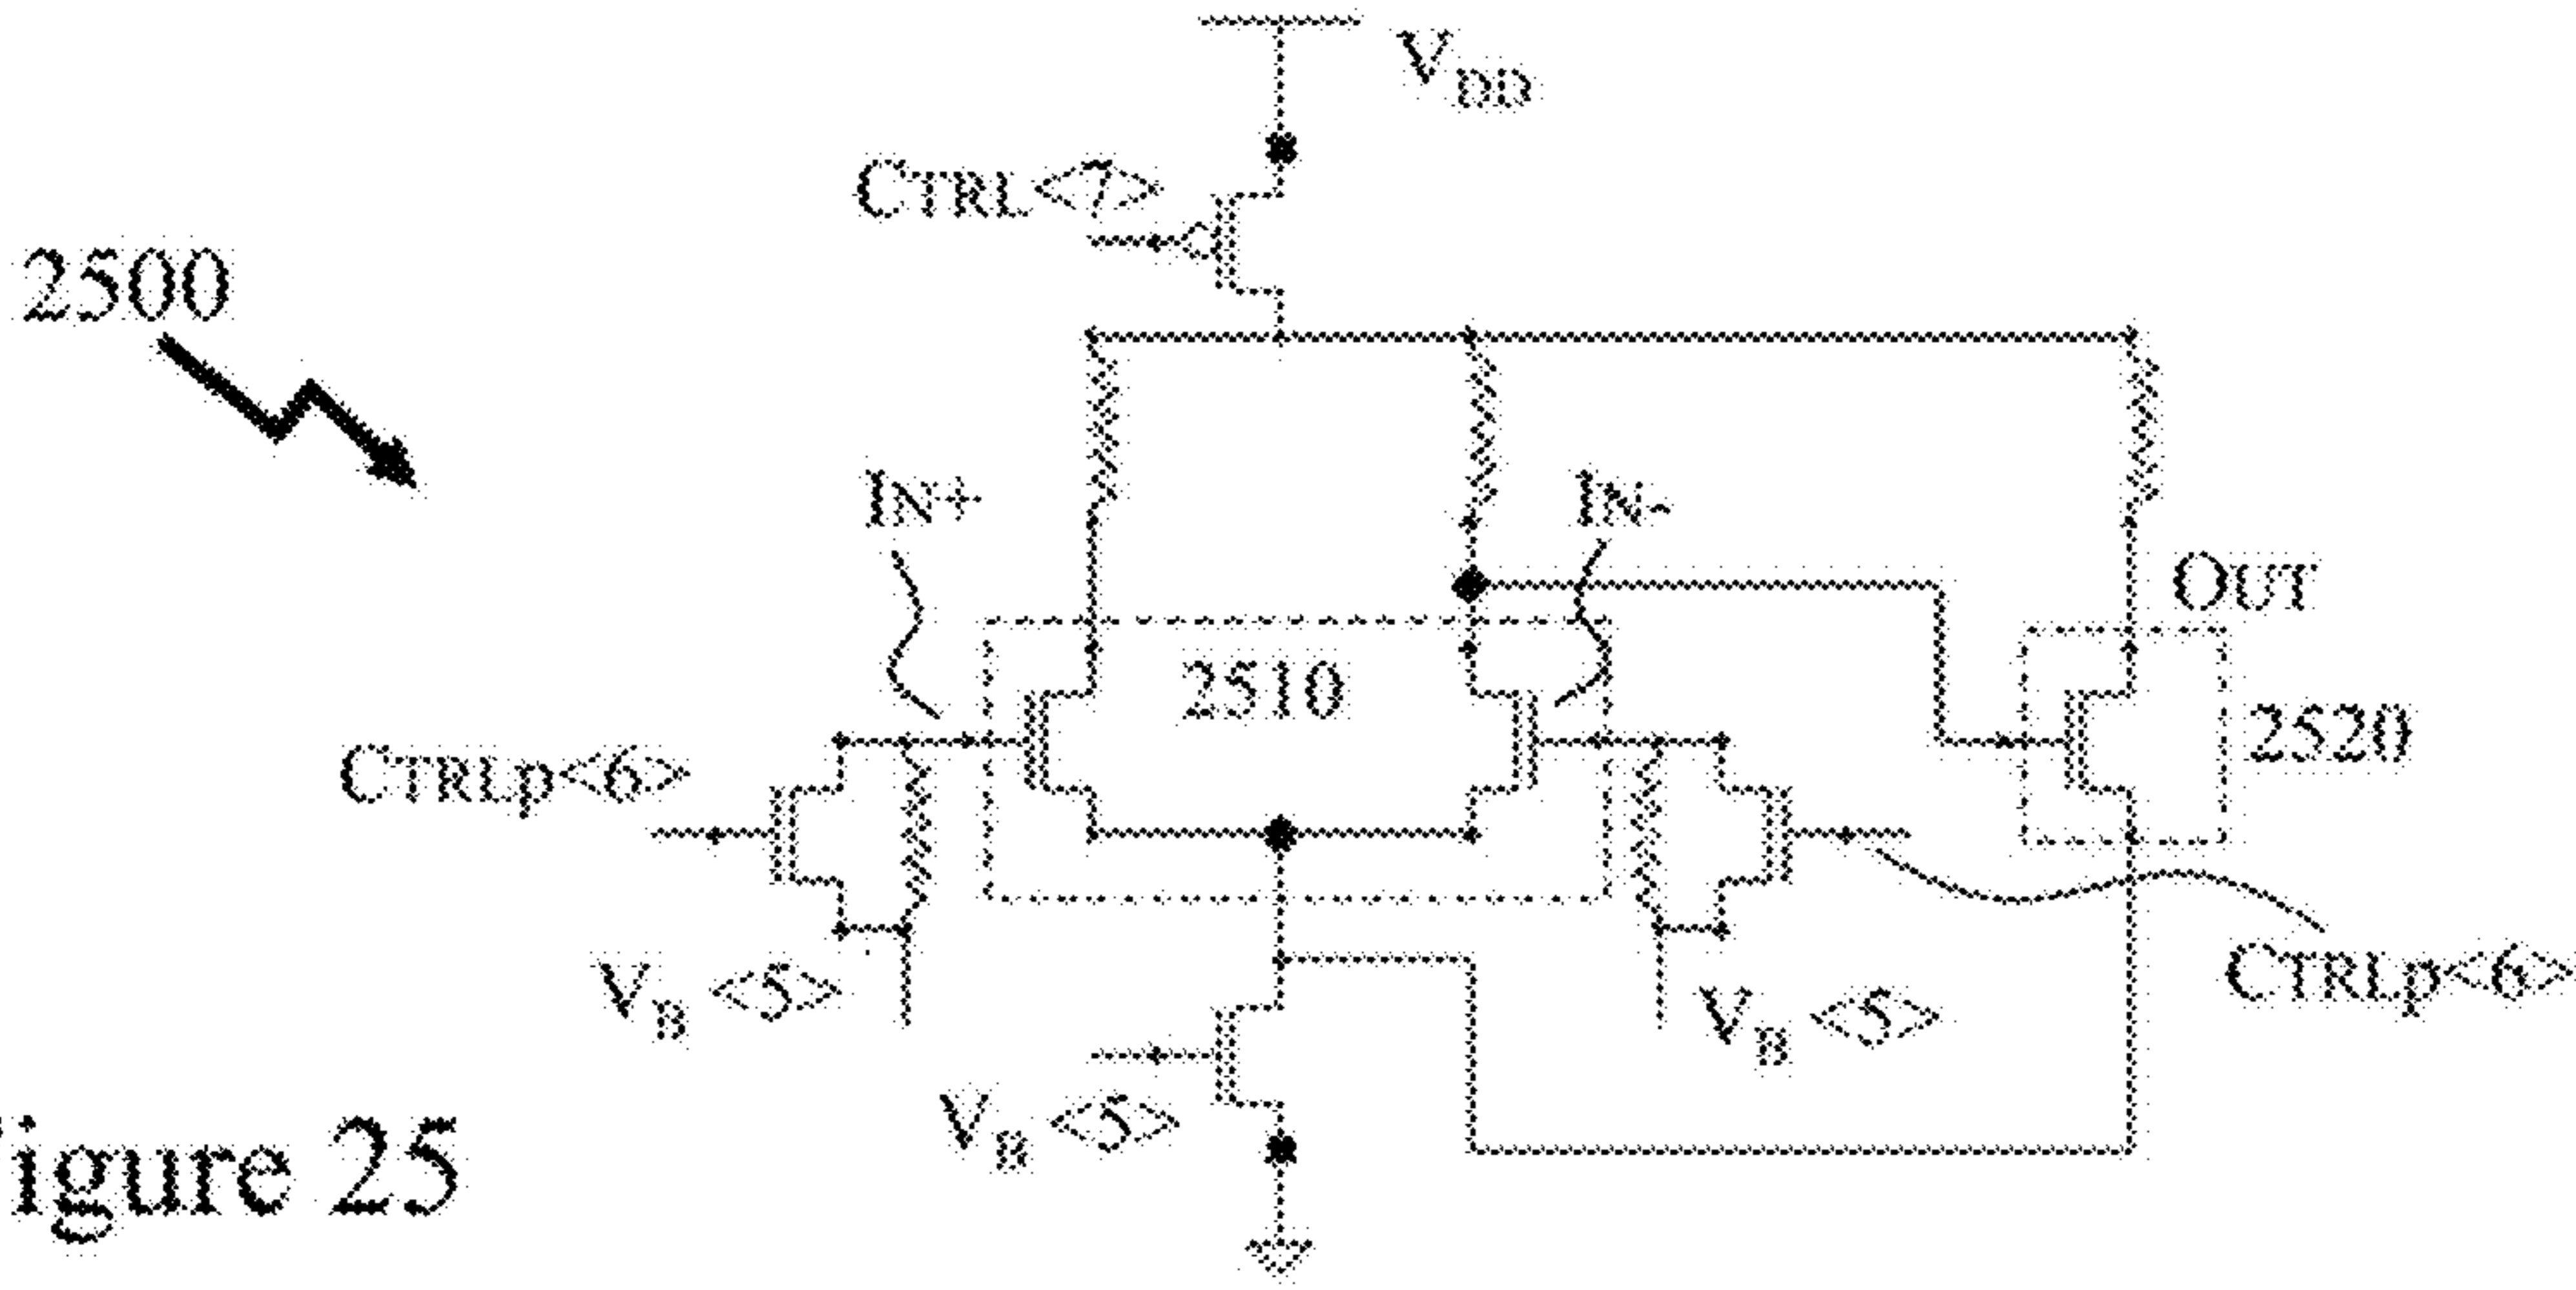 VDD
CTRL<7>
2500
IN+
IN-
OUT
2510
CTRLp<6>
2520
VB <5>
VB <5>
CTRLp<6>
VB <5>
igure 25